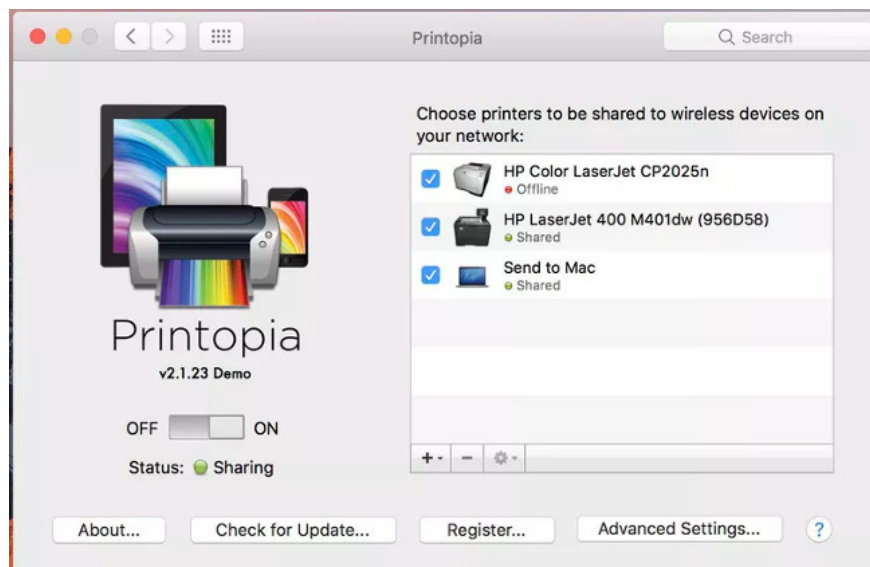 Printopia
Search
Choose printers to be shared to wireless devices on
your network:
HP Color LaserJet CP2025n
Offline
HP LaserJet 400 M401dw (956D58)
Shared
Send to Mac
Shared
Printopia
v2.1.23 Demo
OFF ON
Status: Sharing
About... Check for Update... Register... Advanced Settings... ?